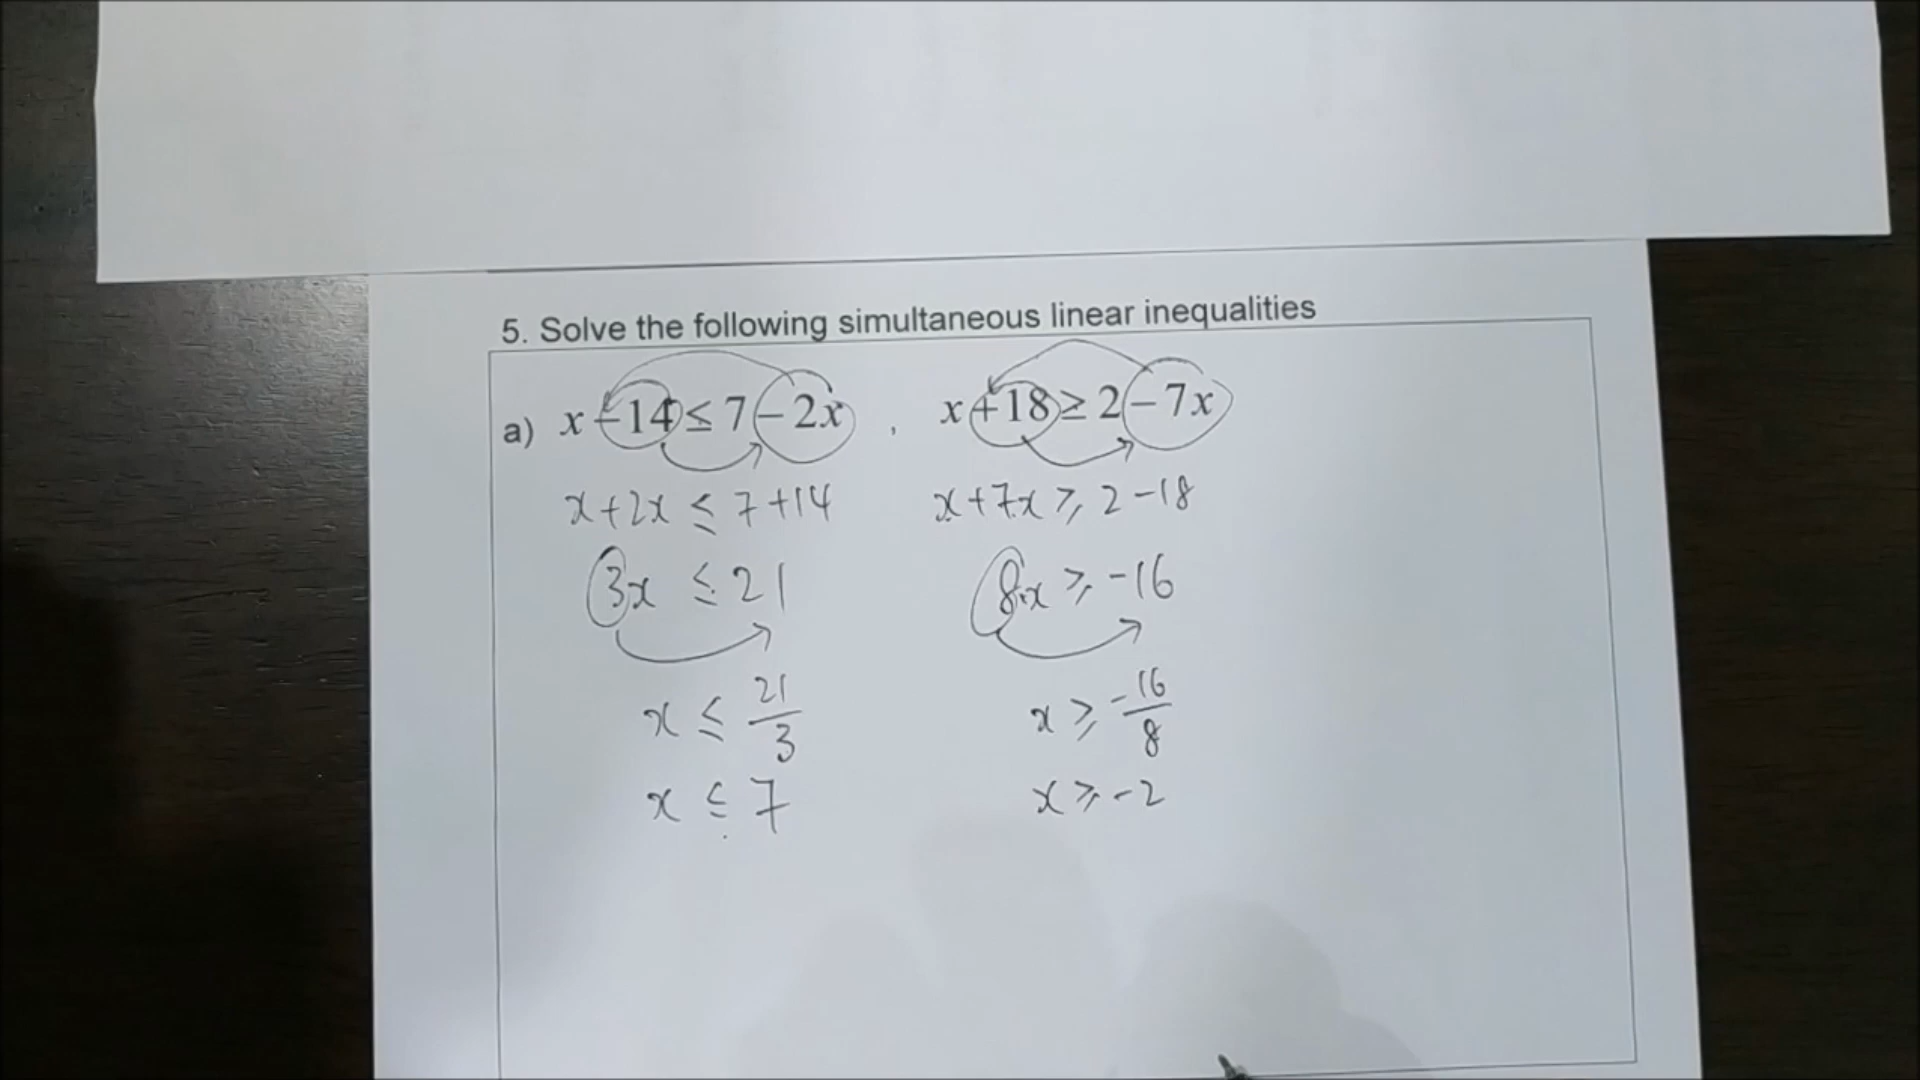 5. Solve the following simultaneous linear inequalities
a) x − 14 ≤ 7 − 2x , x + 18 ≥ 2 − 7x
x + 2x ≤ 7 + 14 x + 7x ≥ 2 − 18
3x ≤ 21 8x ≥ −16
x ≤ 21/3 x ≥ −16/8
x ≤ 7 x ≥ −2